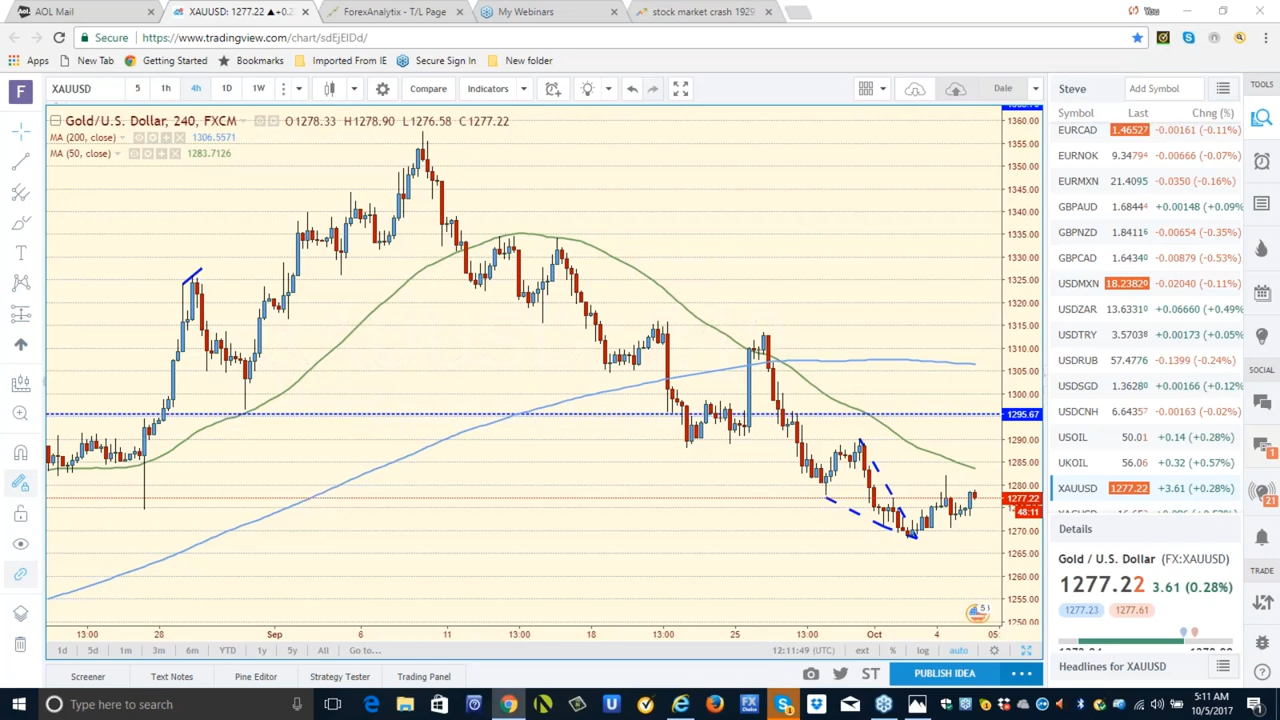 AOL Mail
XAUUSD: 1277.22 ▲+0.2
ForexAnalytix - T/L Page
My Webinars
stock market crash 1929
You
Secure
https://www.tradingview.com/chart/sdEjEIDd/
Apps
New Tab
Getting Started
Bookmarks
Imported From IE
Secure Sign In
New folder
F
XAUUSD
5
1h
4h
1D
1W
Compare
Indicators
Date
Steve
Add Symbol
TOOLS
Gold/U.S. Dollar, 240, FXCM
O1278.33 H1278.90 L1276.58 C1277.22
MA (200, close)
1306.5571
MA (50, close)
1283.7126
1360.00
1355.00
1350.00
1345.00
1340.00
1335.00
1330.00
1325.00
1320.00
1315.00
1310.00
1305.00
1300.00
1295.67
1290.00
1285.00
1280.00
1277.22
48:11
1270.00
1265.00
1260.00
1255.00
1250.00
Symbol Last Chg (%)
EURCAD 1.46527 -0.00161 (-0.11%)
EURNOK 9.34794 -0.00666 (-0.07%)
EURMXN 21.4095 -0.0350 (-0.16%)
GBPAUD 1.68444 +0.00148 (+0.09%
GBPNZD 1.84116 -0.00654 (-0.35%)
GBPCAD 1.64340 -0.00879 (-0.53%)
USDMXN 18.23829 -0.02040 (-0.11%)
USDZAR 13.63310 +0.06660 (+0.49%
USDTRY 3.57038 +0.00173 (+0.05%
USDRUB 57.4776 -0.1399 (-0.24%)
USDSGD 1.36280 +0.00166 (+0.12%
USDCNH 6.64357 -0.00163 (-0.02%)
USOIL 50.01 +0.14 (+0.28%)
UKOIL 56.06 +0.32 (+0.57%)
XAUUSD 1277.22 +3.61 (+0.28%)
SOCIAL
1
21
Details
Gold / U.S. Dollar (FX:XAUUSD)
1277.22 3.61 (0.28%)
1277.23 1277.61
TRADE
Headlines for XAUUSD
13:00 28 Sep 6 11 13:00 18 13:00 25 13:00 Oct 4 05:
1d 5d 1m 3m 6m YTD 1y 5y All Go to...
12:11:49 (UTC) ext % log auto
Screener
Text Notes
Pine Editor
Strategy Tester
Trading Panel
ST
PUBLISH IDEA
Type here to search
5:11 AM
10/5/2017